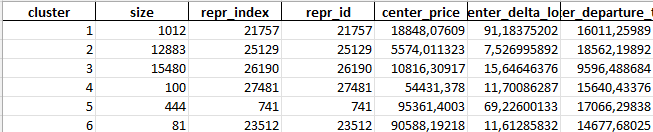 cluster size repr_index repr_id center_price enter_delta_lo er_departure_t
1 1012 21757 21757 18848,07609 91,18375202 16011,25989
2 12883 25129 25129 5574,011323 7,526995892 18562,19892
3 15480 26190 26190 10816,30917 15,64646376 9596,488684
4 100 27481 27481 54431,378 11,70086287 15640,43376
5 444 741 741 95361,4003 69,22600133 17066,29838
6 81 23512 23512 90588,19218 11,61285832 14677,68025